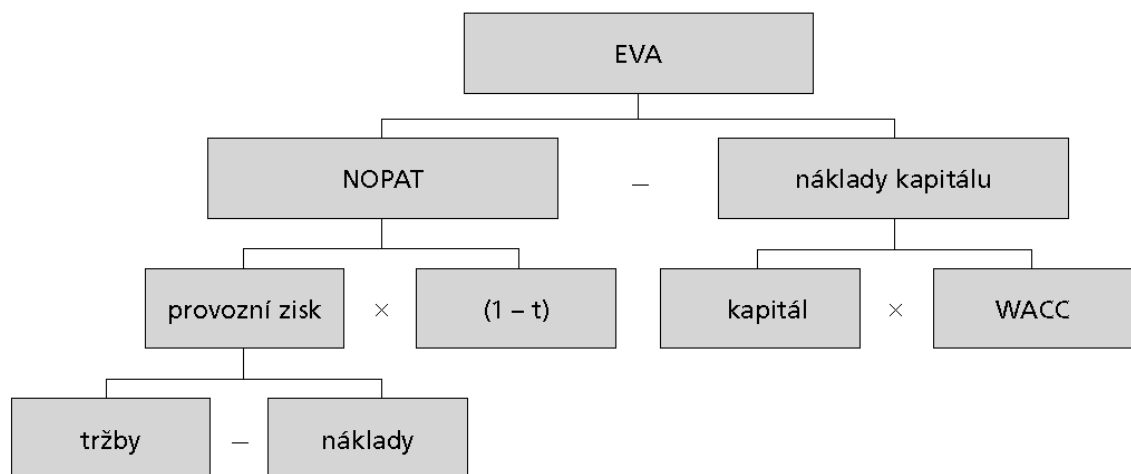 EVA
NOPAT – náklady kapitálu
provozní zisk × (1 – t) kapitál × WACC
tržby – náklady